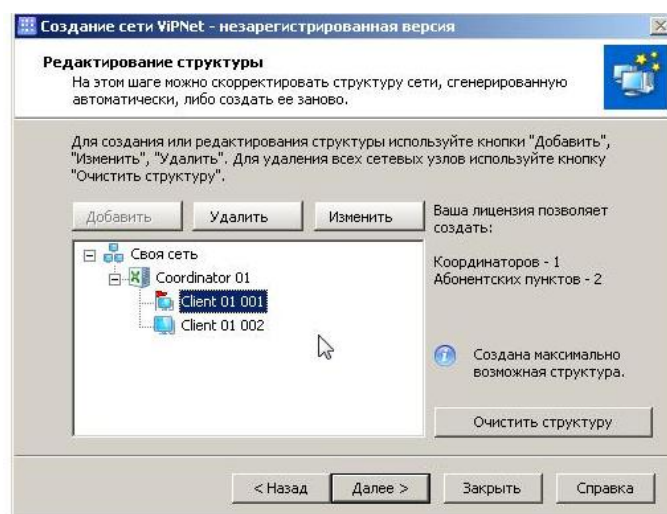 Создание сети ViPNet - незарегистрированная версия
Редактирование структуры
На этом шаге можно скорректировать структуру сети, сгенерированную
автоматически, либо создать ее заново.
Для создания или редактирования структуры используйте кнопки "Добавить",
"Изменить", "Удалить". Для удаления всех сетевых узлов используйте кнопку
"Очистить структуру".
Добавить
Удалить
Изменить
Ваша лицензия позволяет
создать:
Своя сеть
Coordinator 01
Client 01 001
Client 01 002
Координаторов - 1
Абонентских пунктов - 2
Создана максимально
возможная структура.
Очистить структуру
< Назад
Далее >
Закрыть
Справка